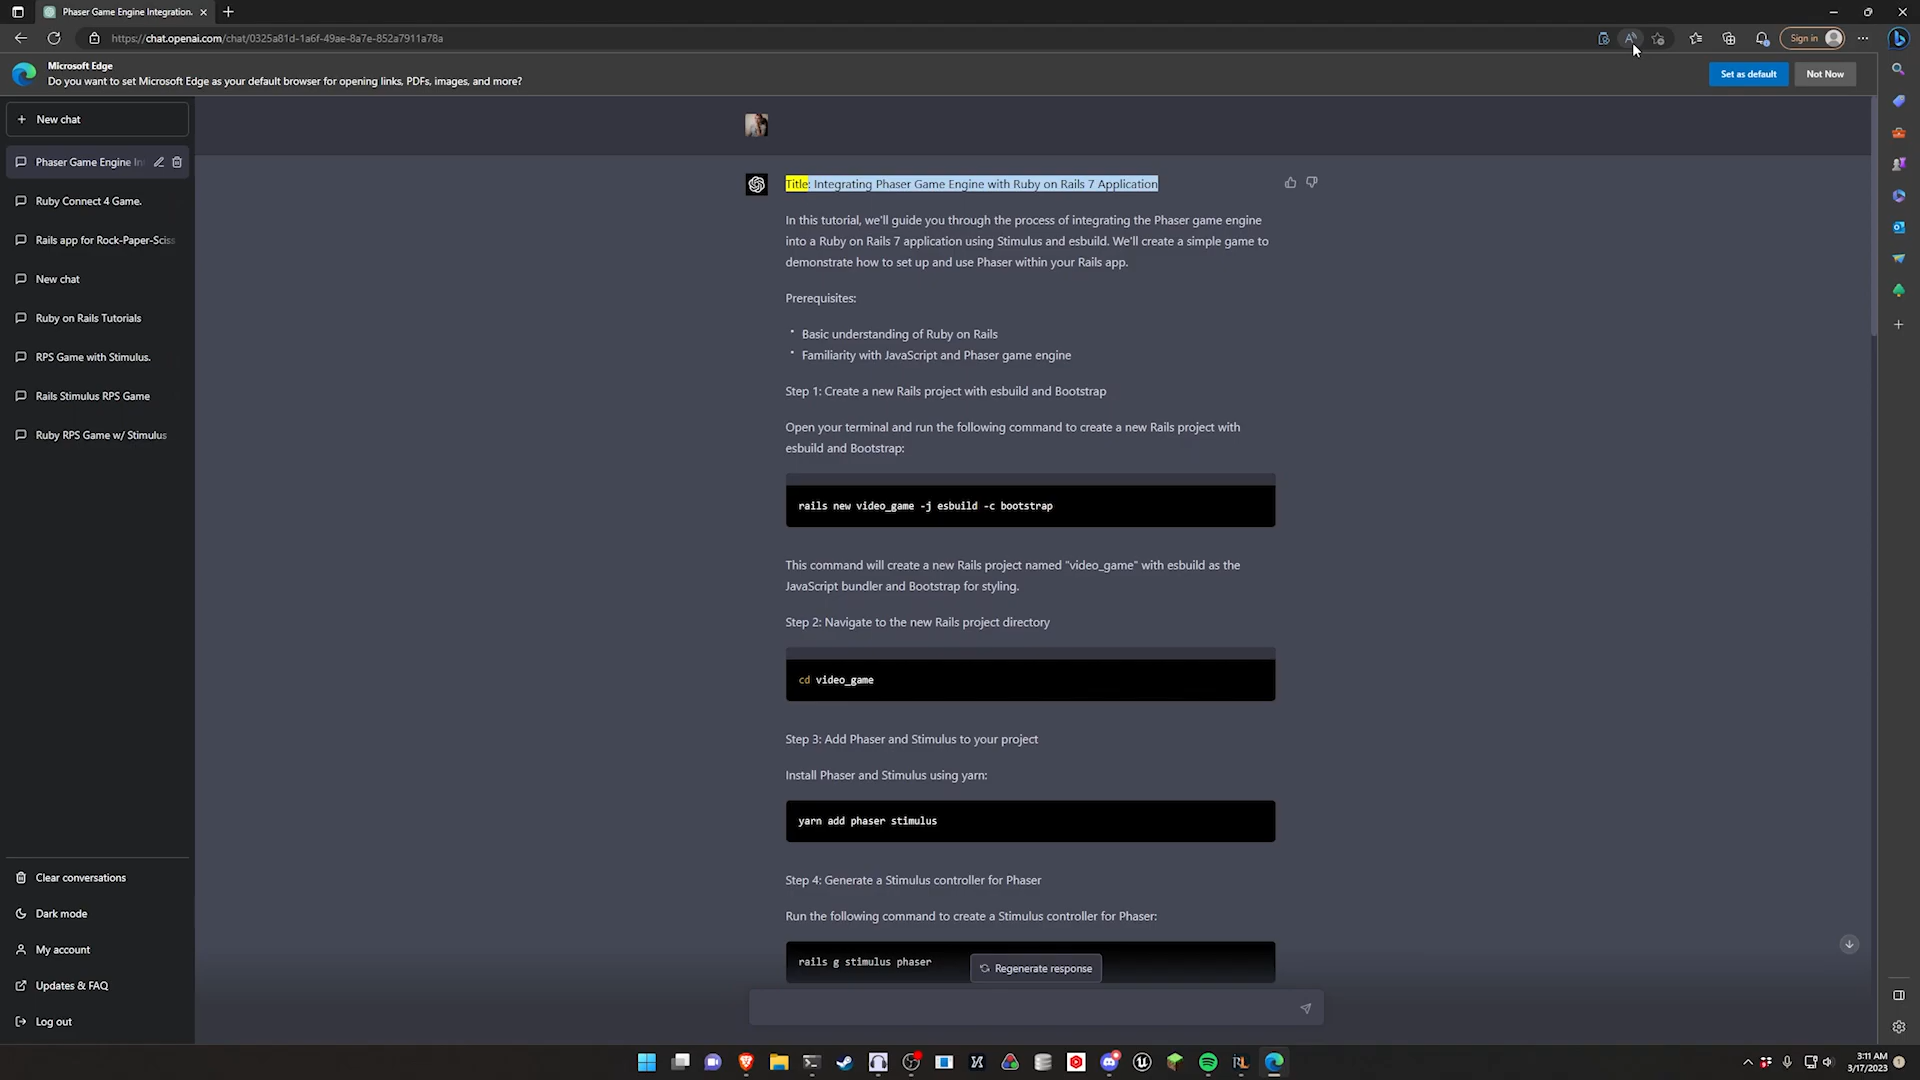 Phaser Game Engine Integration.
https://chat.openai.com/chat/0325a81d-1a6f-49ae-8a7e-852a7911a78a
Sign in
Microsoft Edge
Do you want to set Microsoft Edge as your default browser for opening links, PDFs, images, and more?
Set as default
Not Now
New chat
Phaser Game Engine In
Ruby Connect 4 Game.
Rails app for Rock-Paper-Sciss
New chat
Ruby on Rails Tutorials
RPS Game with Stimulus.
Rails Stimulus RPS Game
Ruby RPS Game w/ Stimulus
Clear conversations
Dark mode
My account
Updates & FAQ
Log out
Title: Integrating Phaser Game Engine with Ruby on Rails 7 Application
In this tutorial, we'll guide you through the process of integrating the Phaser game engine
into a Ruby on Rails 7 application using Stimulus and esbuild. We'll create a simple game to
demonstrate how to set up and use Phaser within your Rails app.
Prerequisites:
• Basic understanding of Ruby on Rails
• Familiarity with JavaScript and Phaser game engine
Step 1: Create a new Rails project with esbuild and Bootstrap
Open your terminal and run the following command to create a new Rails project with
esbuild and Bootstrap:
rails new video_game -j esbuild -c bootstrap
This command will create a new Rails project named "video_game" with esbuild as the
JavaScript bundler and Bootstrap for styling.
Step 2: Navigate to the new Rails project directory
cd video_game
Step 3: Add Phaser and Stimulus to your project
Install Phaser and Stimulus using yarn:
yarn add phaser stimulus
Step 4: Generate a Stimulus controller for Phaser
Run the following command to create a Stimulus controller for Phaser:
rails g stimulus phaser
Regenerate response
3:11 AM
3/17/2023